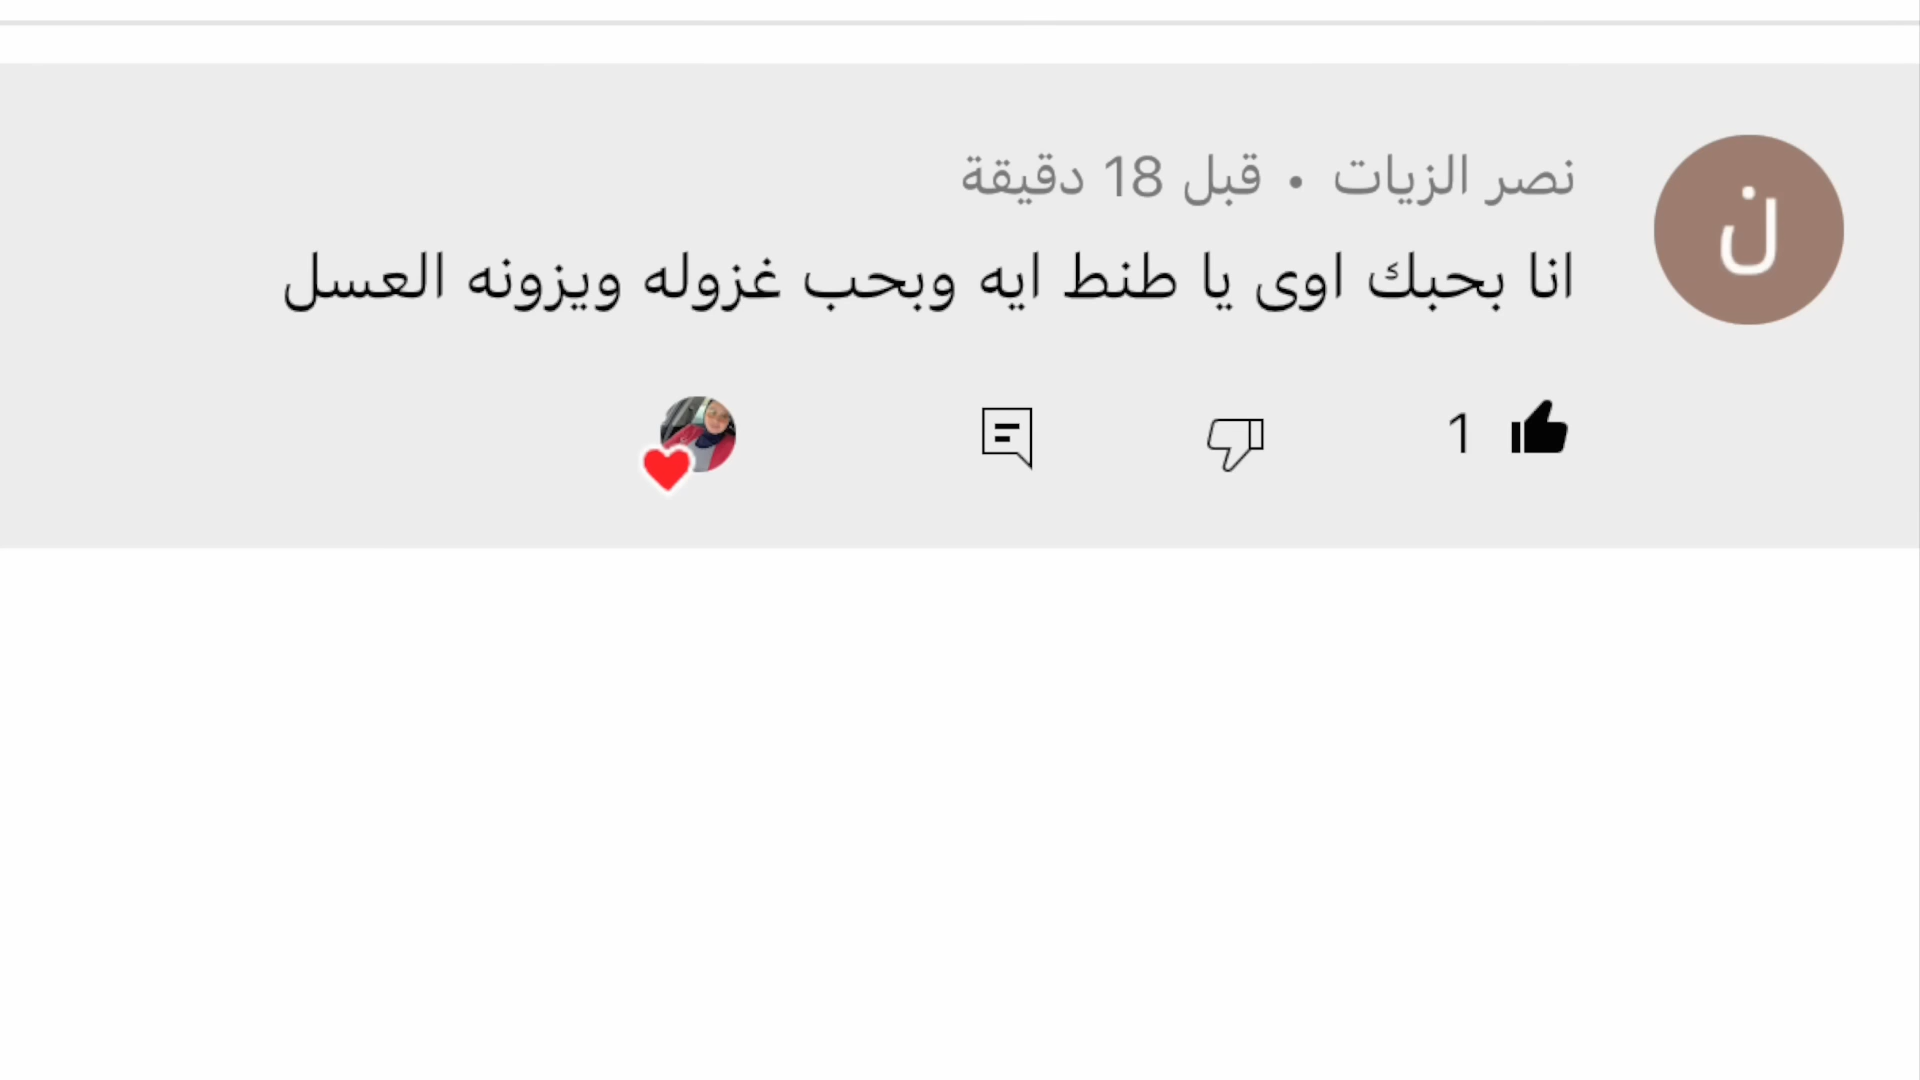 ن
نصر الزيات • قبل 18 دقيقة
انا بحبك اوى يا طنط ايه وبحب غزوله ويزونه العسل
1